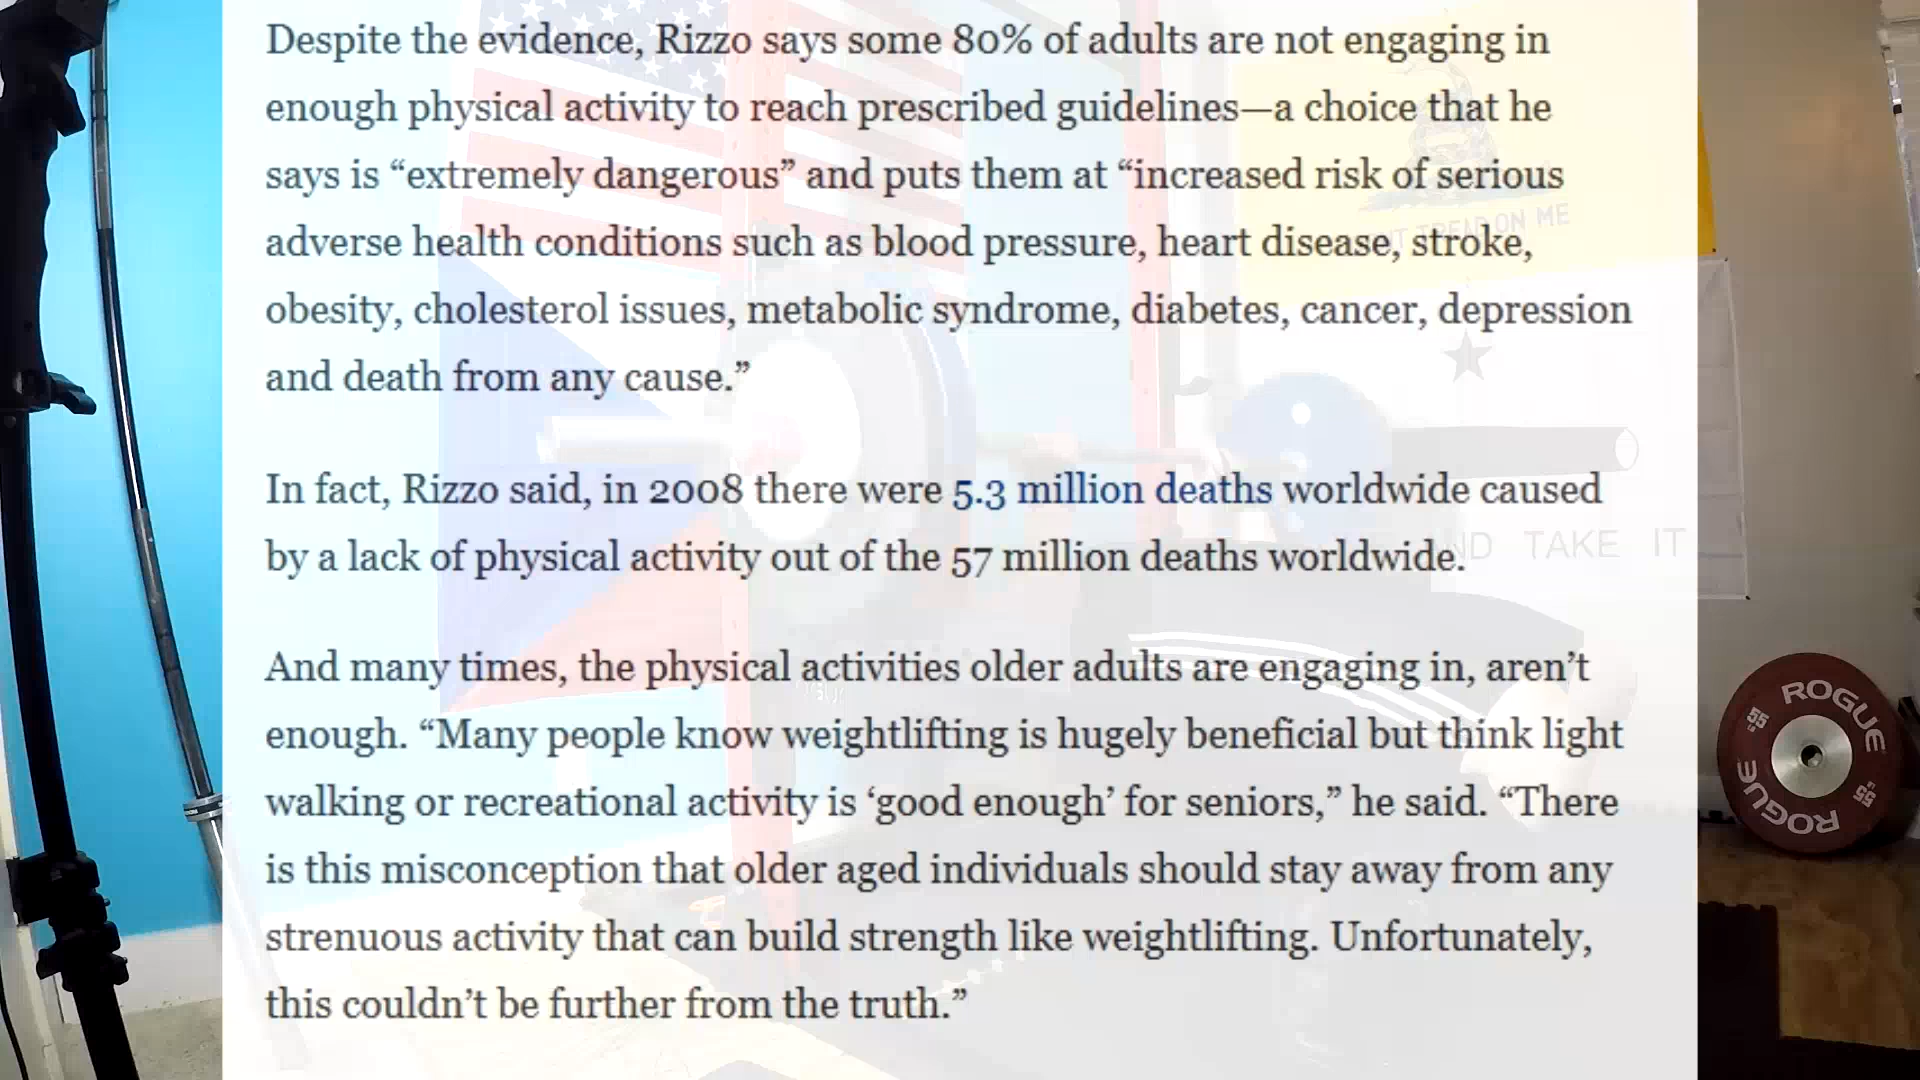 Despite the evidence, Rizzo says some 80% of adults are not engaging in
enough physical activity to reach prescribed guidelines—a choice that he
says is “extremely dangerous” and puts them at “increased risk of serious
adverse health conditions such as blood pressure, heart disease, stroke,
obesity, cholesterol issues, metabolic syndrome, diabetes, cancer, depression
and death from any cause.”
In fact, Rizzo said, in 2008 there were 5.3 million deaths worldwide caused
by a lack of physical activity out of the 57 million deaths worldwide.
And many times, the physical activities older adults are engaging in, aren’t
enough. “Many people know weightlifting is hugely beneficial but think light
walking or recreational activity is ‘good enough’ for seniors,” he said. “There
is this misconception that older aged individuals should stay away from any
strenuous activity that can build strength like weightlifting. Unfortunately,
this couldn’t be further from the truth.”
TREAD ON ME
TAKE IT
ROGUE
55
ROGUE
55